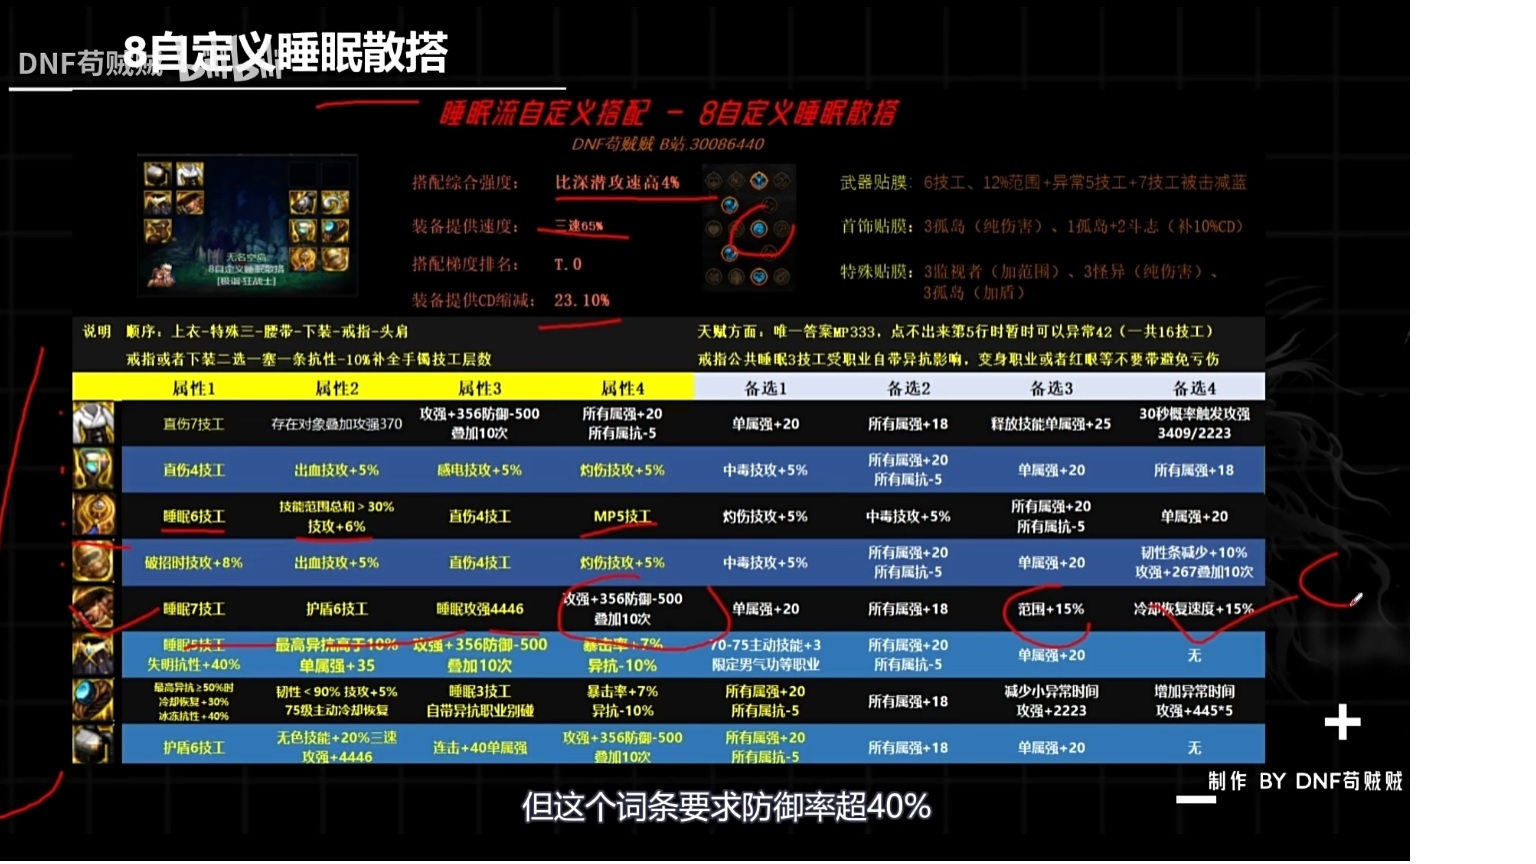 8自定义睡眠散搭
DNF苟贼贼
睡眠流自定义搭配 - 8自定义睡眠散搭
DNF苟贼贼 B站.30086440
搭配综合强度： 比深潜攻速高4%
装备提供速度： 三速65%
搭配梯度排名： T.0
装备提供CD缩减： 23.10%
无名空岛
8自定义睡眠散搭
[极诣·狂战士]
武器贴膜： 6技工、12%范围+异常5技工+7技工被击减蓝
首饰贴膜：3孤岛（纯伤害）、1孤岛+2斗志（补10%CD）
特殊贴膜：3监视者（加范围）、3怪异（纯伤害）、
3孤岛（加盾）
说明 顺序：上衣-特殊三-腰带-下装-戒指-头肩
戒指或者下装二选一塞一条抗性-10%补全手镯技工层数
天赋方面：唯一答案MP333，点不出来第5行时暂时可以异常42（一共16技工）
戒指公共睡眠3技工受职业自带异抗影响，变身职业或者红眼等不要带避免亏伤
属性1 属性2 属性3 属性4 备选1 备选2 备选3 备选4
直伤7技工 存在对象叠加攻强370 攻强+356防御-500 叠加10次 所有属强+20 所有属抗-5 单属强+20 所有属强+18 释放技能单属强+25 30秒概率触发攻强 3409/2223
直伤4技工 出血技攻+5% 感电技攻+5% 灼伤技攻+5% 中毒技攻+5% 所有属强+20 所有属抗-5 单属强+20 所有属强+18
睡眠6技工 技能范围总和＞30% 技攻+6% 直伤4技工 MP5技工 灼伤技攻+5% 中毒技攻+5% 所有属强+20 所有属抗-5 单属强+20
破招时技攻+8% 出血技攻+5% 直伤4技工 灼伤技攻+5% 中毒技攻+5% 所有属强+20 所有属抗-5 单属强+20 韧性条减少+10% 攻强+267叠加10次
睡眠7技工 护盾6技工 睡眠攻强4446 攻强+356防御-500 叠加10次 单属强+20 所有属强+18 范围+15% 冷却恢复速度+15%
睡眠5技工 失明抗性+40% 最高异抗高于10% 单属强+35 攻强+356防御-500 叠加10次 暴击率+7% 异抗-10% 70-75主动技能+3 限定男气功等职业 所有属强+20 所有属抗-5 单属强+20 无
最高异抗≥50%时 冷却恢复+30% 冰冻抗性+40% 韧性＜90% 技攻+5% 75级主动冷却恢复 睡眠3技工 自带异抗职业别碰 暴击率+7% 异抗-10% 所有属强+20 所有属抗-5 所有属强+18 减少小异常时间 攻强+2223 增加异常时间 攻强+445*5
护盾6技工 无色技能+20%三速 攻强+4446 连击+40单属强 攻强+356防御-500 叠加10次 所有属强+20 所有属抗-5 所有属强+18 单属强+20 无
制作 BY DNF苟贼贼
但这个词条要求防御率超40%